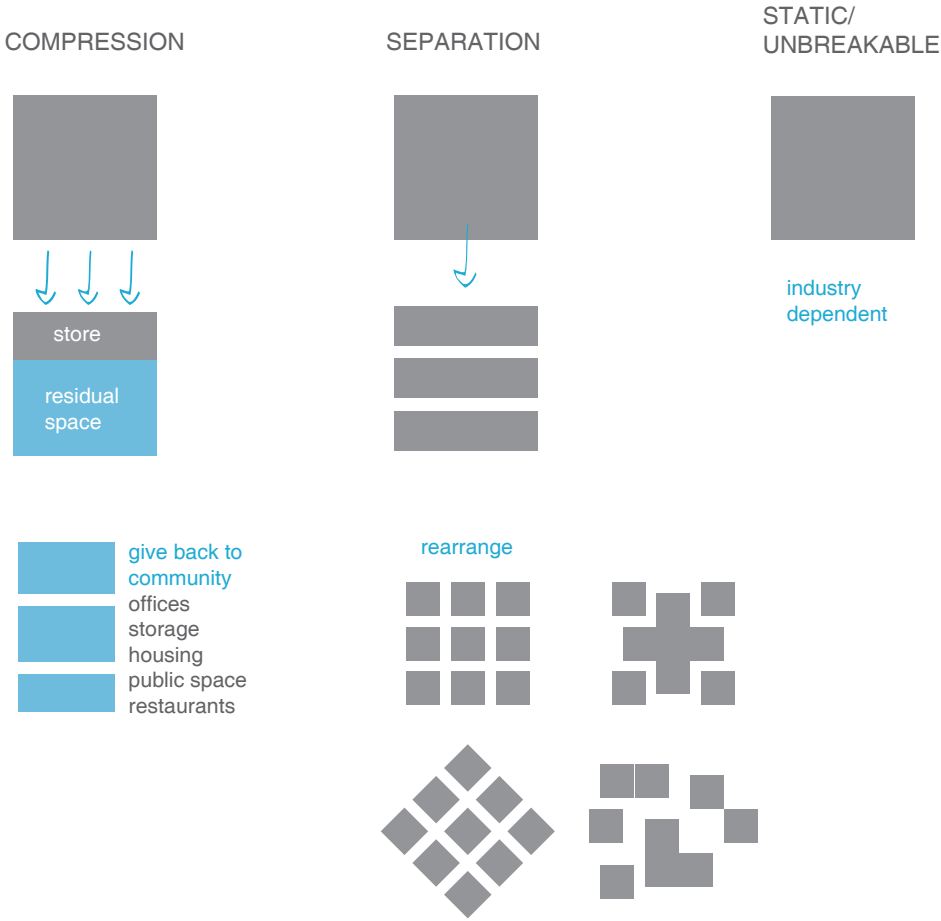 COMPRESSION
SEPARATION
STATIC/
UNBREAKABLE
store
residual
space
industry
dependent
give back to
community
offices
storage
housing
public space
restaurants
rearrange